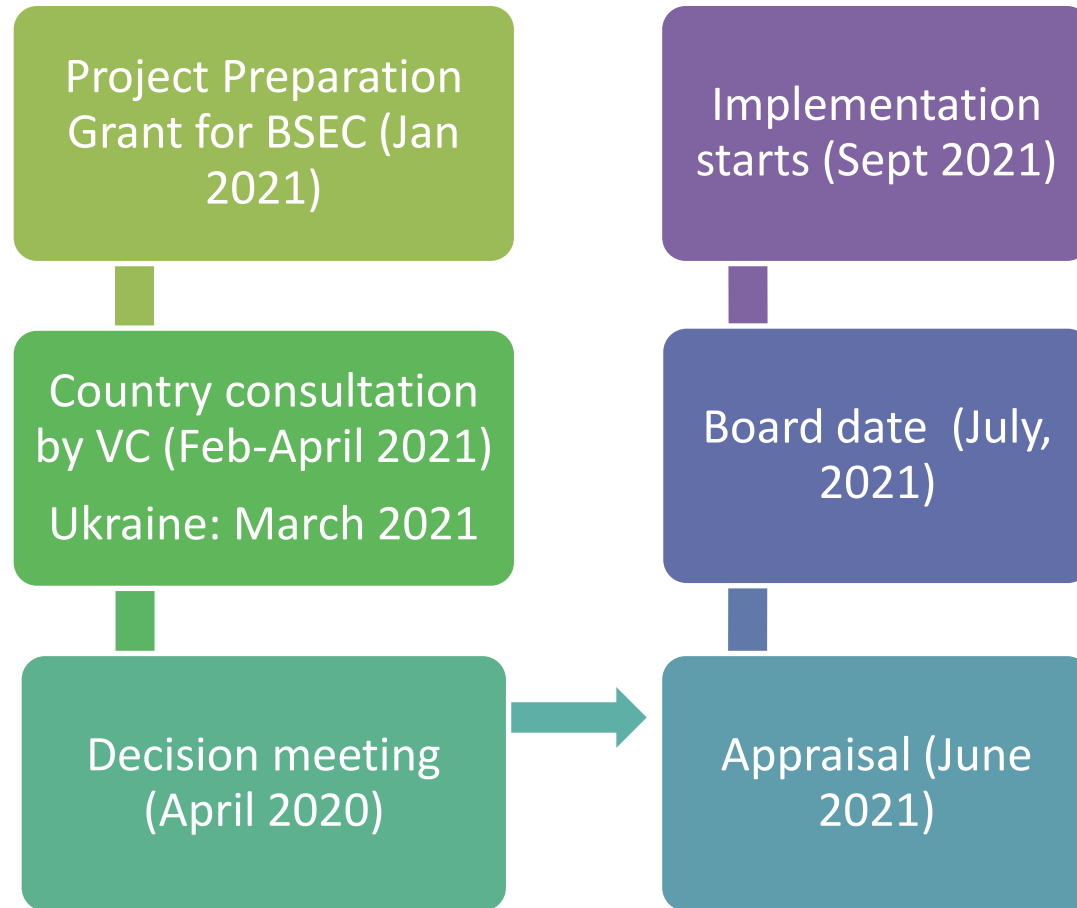 Project Preparation
Grant for BSEC (Jan
2021)
Country consultation
by VC (Feb-April 2021)
Ukraine: March 2021
Decision meeting
(April 2020)
Appraisal (June
2021)
Board date  (July,
2021)
Implementation
starts (Sept 2021)